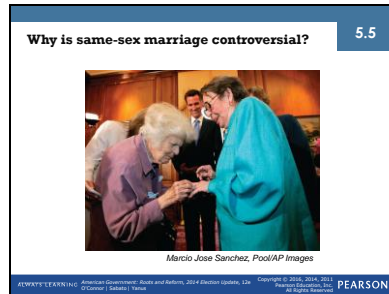 Why is same-sex marriage controversial?
5.5
Marcio Jose Sanchez, Pool/AP Images
ALWAYS LEARNING
American Government: Roots and Reform, 2014 Election Update, 12e
O'Connor | Sabato | Yanus
Copyright © 2016, 2014, 2011
Pearson Education, Inc.
All Rights Reserved
PEARSON